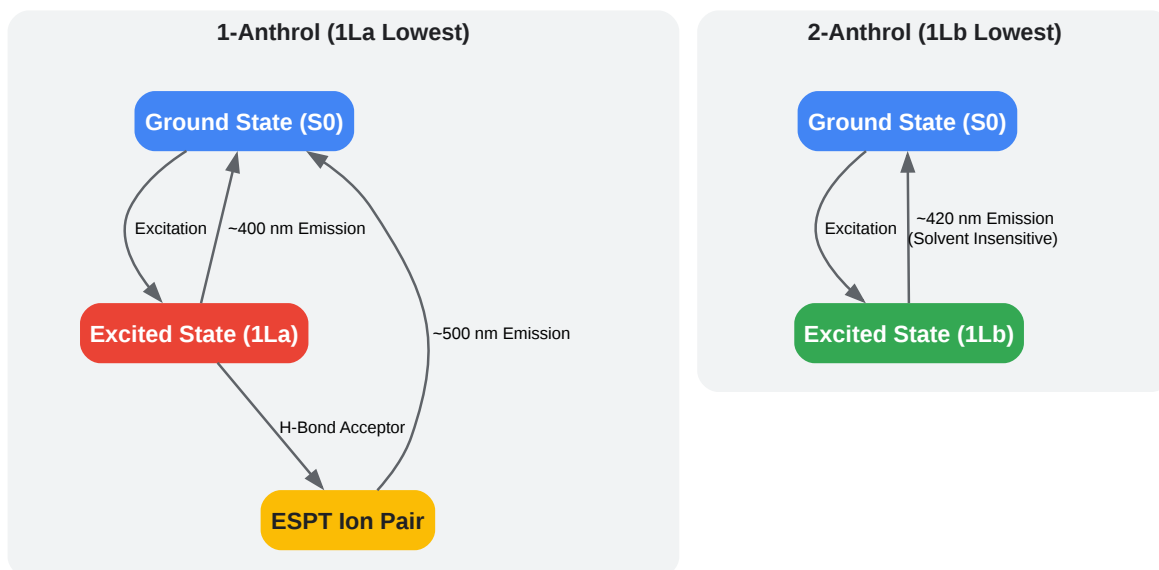 1-Anthrol (1La Lowest)
Ground State (S0)
Excitation
~400 nm Emission
Excited State (1La)
~500 nm Emission
H-Bond Acceptor
ESPT Ion Pair
2-Anthrol (1Lb Lowest)
Ground State (S0)
Excitation
~420 nm Emission
(Solvent Insensitive)
Excited State (1Lb)